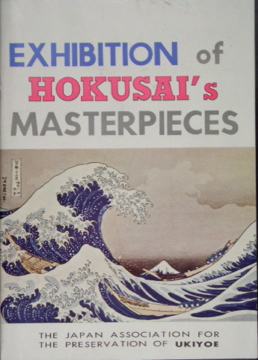 EXHIBITION of
HOKUSAI's
MASTERPIECES
THE JAPAN ASSOCIATION FOR
THE PRESERVATION OF UKIYOE